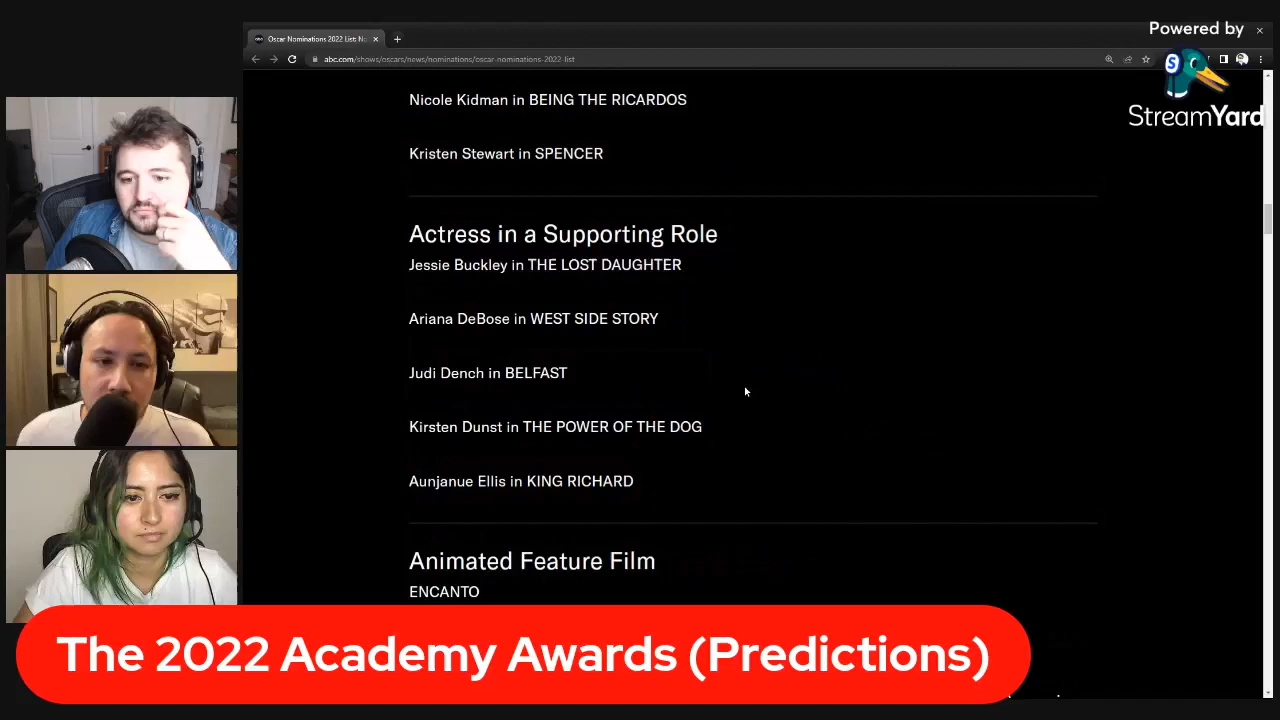 Powered by
StreamYard
Oscar Nominations 2022 List: No
abc.com/shows/oscars/news/nominations/oscar-nominations-2022-list
Nicole Kidman in BEING THE RICARDOS
Kristen Stewart in SPENCER
Actress in a Supporting Role
Jessie Buckley in THE LOST DAUGHTER
Ariana DeBose in WEST SIDE STORY
Judi Dench in BELFAST
Kirsten Dunst in THE POWER OF THE DOG
Aunjanue Ellis in KING RICHARD
Animated Feature Film
ENCANTO
The 2022 Academy Awards (Predictions)